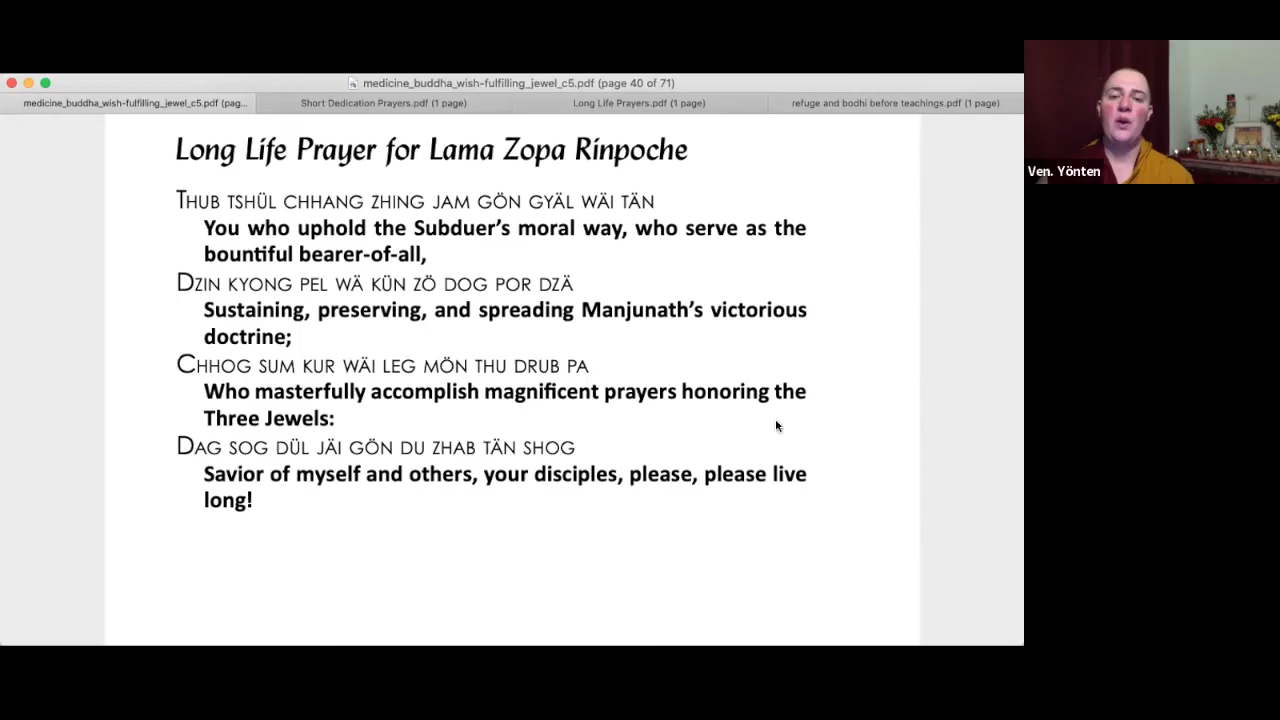 medicine_buddha_wish-fulfilling_jewel_c5.pdf (page 40 of 71)
medicine_buddha_wish-fulfilling_jewel_c5.pdf (pag... Short Dedication Prayers.pdf (1 page) Long Life Prayers.pdf (1 page) refuge and bodhi before teachings.pdf (1 page)
Long Life Prayer for Lama Zopa Rinpoche
THUB TSHÜL CHHANG ZHING JAM GÖN GYÄL WÄI TÄN
You who uphold the Subduer's moral way, who serve as the
bountiful bearer-of-all,
DZIN KYONG PEL WÄ KÜN ZÖ DOG POR DZÄ
Sustaining, preserving, and spreading Manjunath's victorious
doctrine;
CHHOG SUM KUR WÄI LEG MÖN THU DRUB PA
Who masterfully accomplish magnificent prayers honoring the
Three Jewels:
DAG SOG DÜL JÄI GÖN DU ZHAB TÄN SHOG
Savior of myself and others, your disciples, please, please live
long!
Ven. Yönten